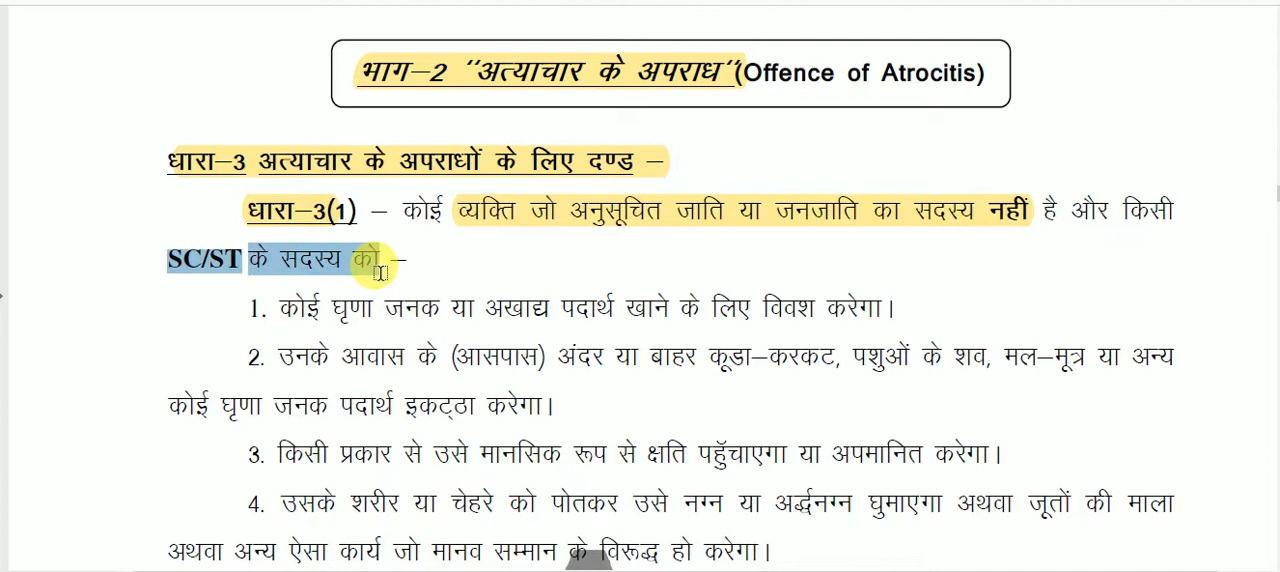 भाग–2 “अत्याचार के अपराध”(Offence of Atrocitis)
धारा–3 अत्याचार के अपराधों के लिए दण्ड –
धारा–3(1) – कोई व्यक्ति जो अनुसूचित जाति या जनजाति का सदस्य नहीं है और किसी
SC/ST के सदस्य को –
1. कोई घृणा जनक या अखाद्य पदार्थ खाने के लिए विवश करेगा।
2. उनके आवास के (आसपास) अंदर या बाहर कूडा–करकट, पशुओं के शव, मल–मूत्र या अन्य
कोई घृणा जनक पदार्थ इकट्ठा करेगा।
3. किसी प्रकार से उसे मानसिक रूप से क्षति पहुॅचाएगा या अपमानित करेगा।
4. उसके शरीर या चेहरे को पोतकर उसे नग्न या अर्द्धनग्न घुमाएगा अथवा जूतों की माला
अथवा अन्य ऐसा कार्य जो मानव सम्मान के विरूद्ध हो करेगा।